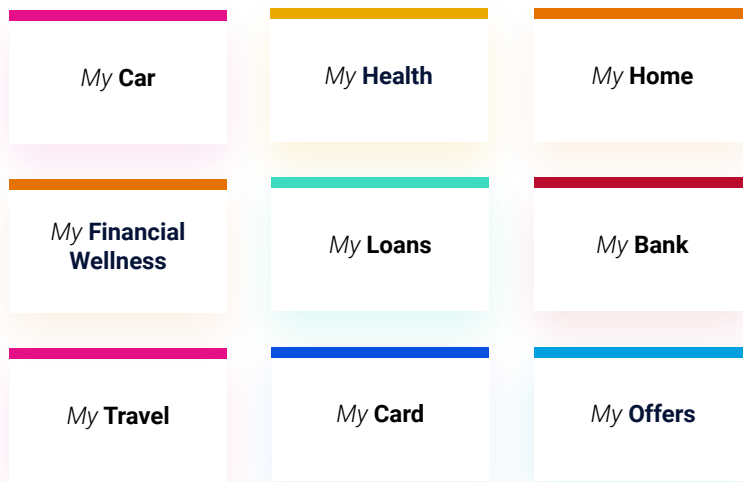 My Car
My Health
My Home
My Financial
Wellness
My Loans
My Bank
My Travel
My Card
My Offers